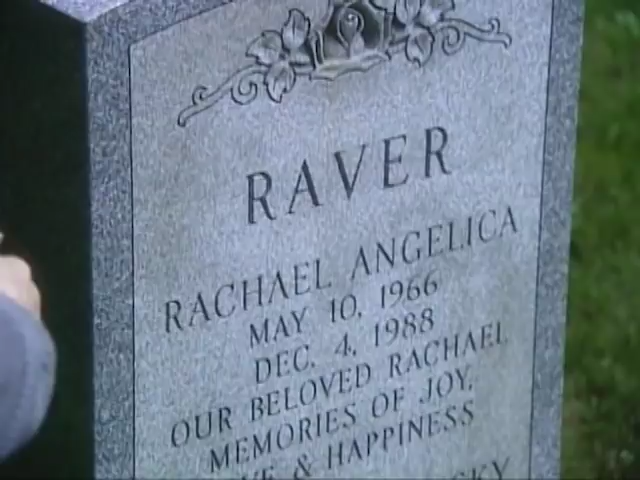 RAVER
RACHAEL ANGELICA
MAY 10, 1966
DEC. 4, 1988
OUR BELOVED RACHAEL
MEMORIES OF JOY,
& HAPPINESS